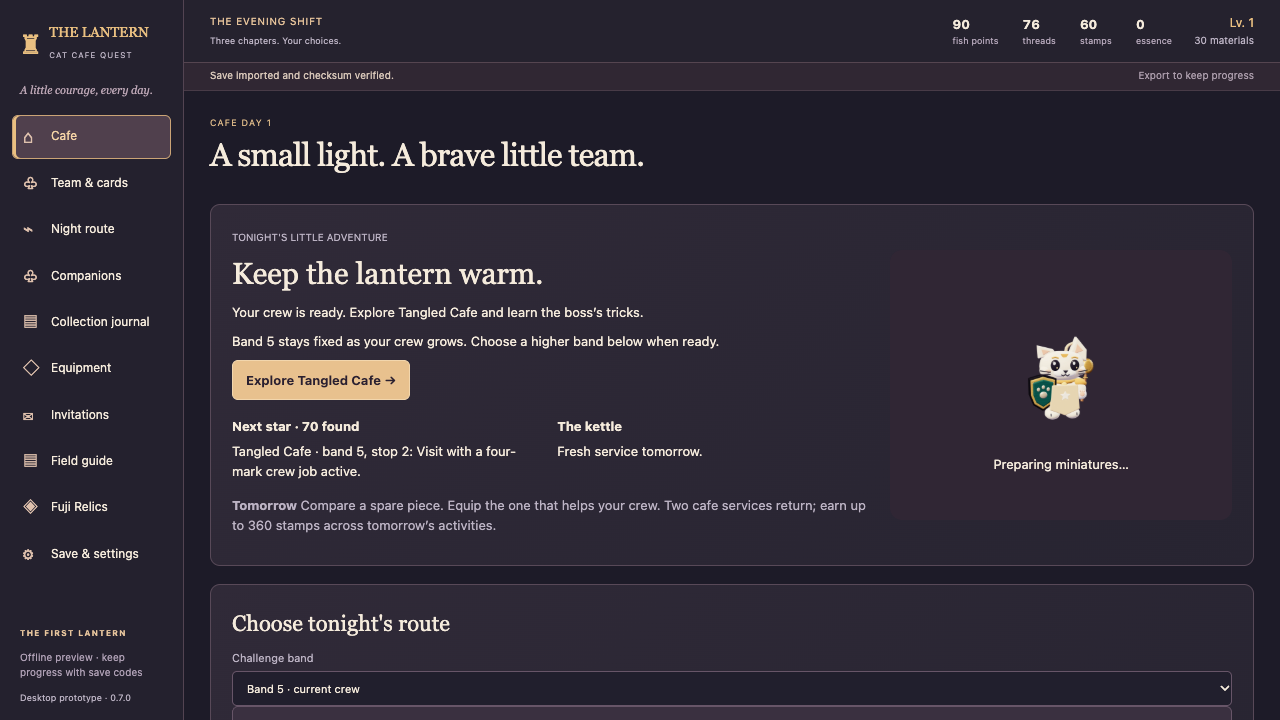 THE LANTERN
CAT CAFE QUEST
A little courage, every day.
Cafe
Team & cards
Night route
Companions
Collection journal
Equipment
Invitations
Field guide
Fuji Relics
Save & settings
THE FIRST LANTERN
Offline preview · keep
progress with save codes
Desktop prototype · 0.7.0
THE EVENING SHIFT
Three chapters. Your choices.
90
fish points
76
threads
60
stamps
0
essence
Lv. 1
30 materials
Save imported and checksum verified.
Export to keep progress
CAFE DAY 1
A small light. A brave little team.
TONIGHT'S LITTLE ADVENTURE
Keep the lantern warm.
Your crew is ready. Explore Tangled Cafe and learn the boss’s tricks.
Band 5 stays fixed as your crew grows. Choose a higher band below when ready.
Explore Tangled Cafe →
Next star · 70 found
Tangled Cafe · band 5, stop 2: Visit with a four-
mark crew job active.
The kettle
Fresh service tomorrow.
Tomorrow Compare a spare piece. Equip the one that helps your crew. Two cafe services return; earn up
to 360 stamps across tomorrow’s activities.
Preparing miniatures...
Choose tonight's route
Challenge band
Band 5 · current crew